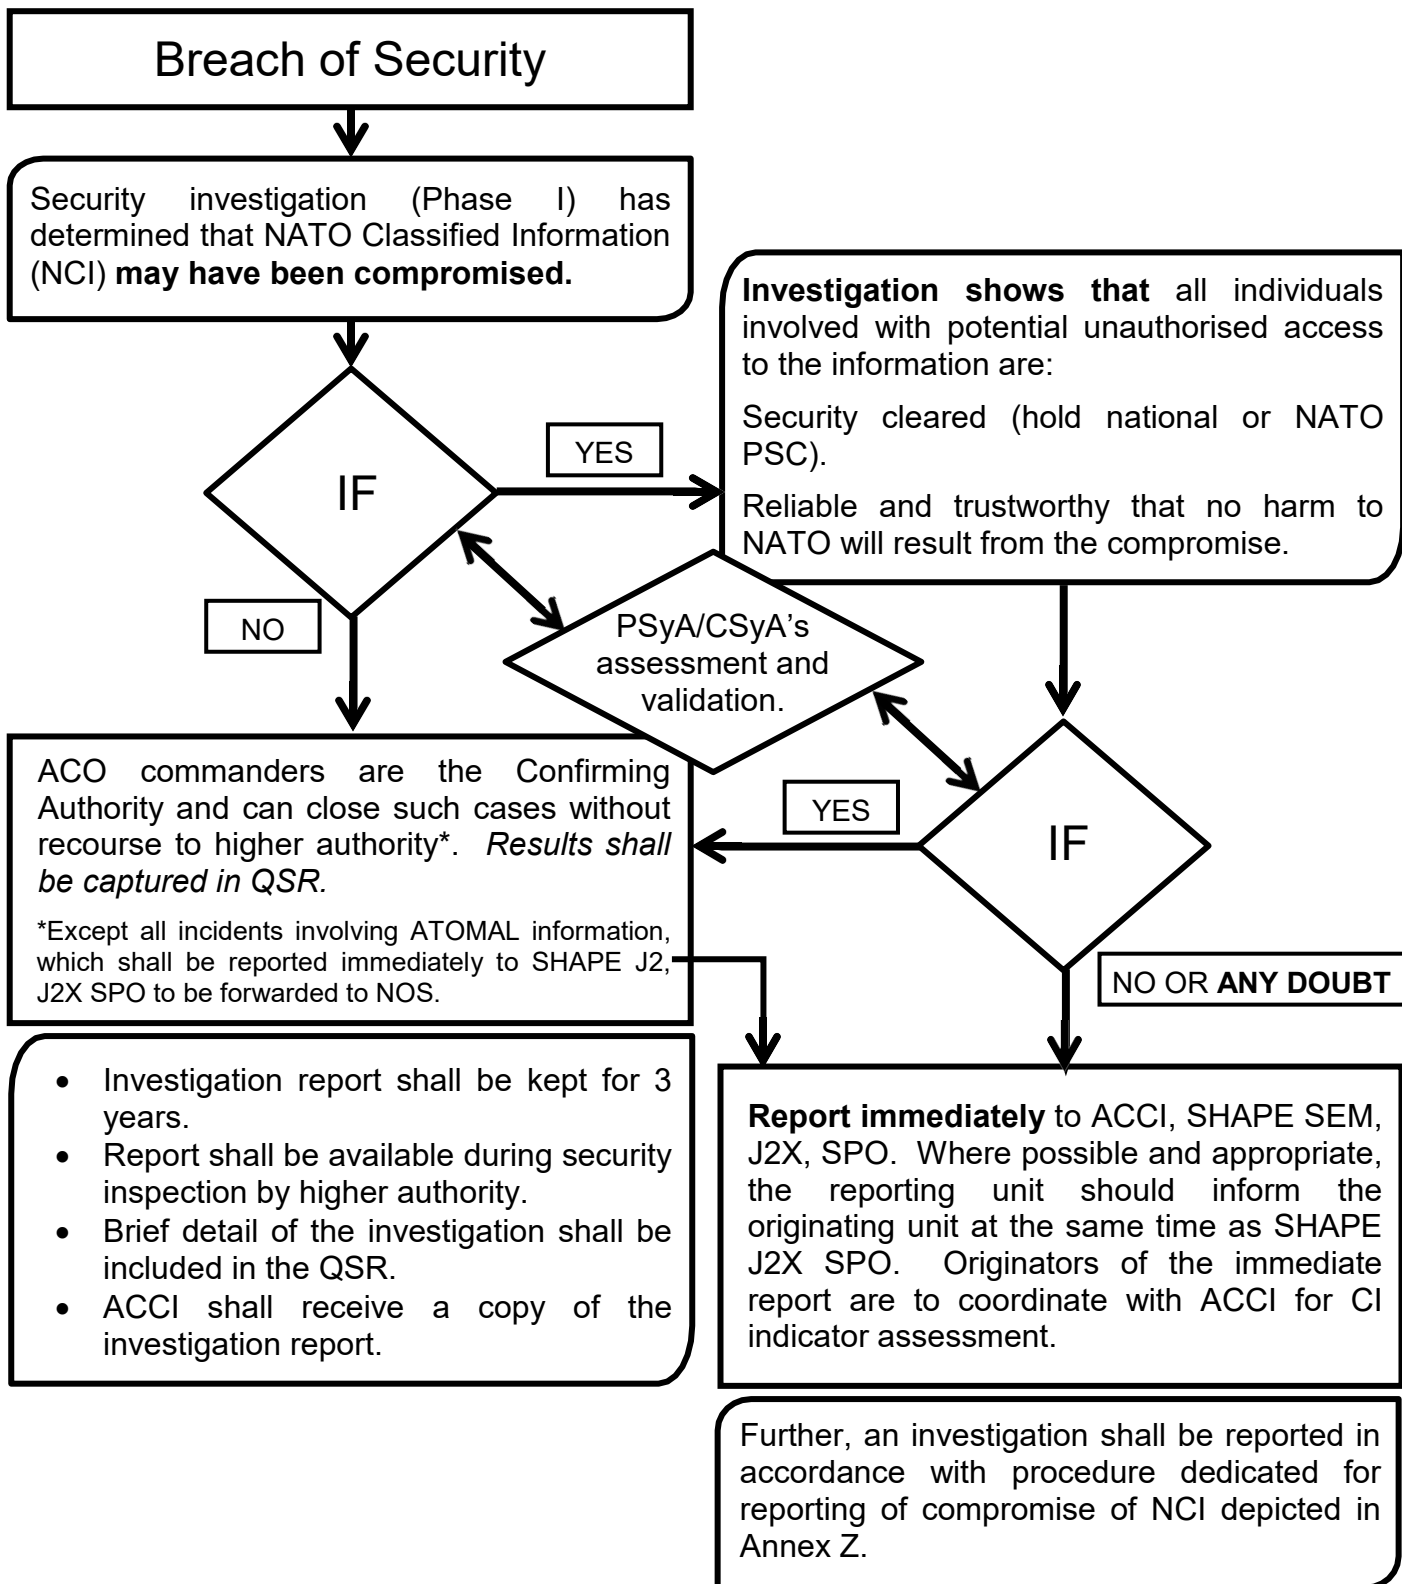 Breach of Security
Security investigation (Phase I) has
determined that NATO Classified Information
(NCI) may have been compromised.
Investigation shows that all individuals
involved with potential unauthorised access
to the information are:
Security cleared (hold national or NATO
PSC).
Reliable and trustworthy that no harm to
NATO will result from the compromise.
IF
YES
NO
PSyA/CSyA’s
assessment and
validation.
ACO commanders are the Confirming
Authority and can close such cases without
recourse to higher authority*. Results shall
be captured in QSR.
*Except all incidents involving ATOMAL information,
which shall be reported immediately to SHAPE J2,
J2X SPO to be forwarded to NOS.
YES
IF
NO OR ANY DOUBT
• Investigation report shall be kept for 3
years.
• Report shall be available during security
inspection by higher authority.
• Brief detail of the investigation shall be
included in the QSR.
• ACCI shall receive a copy of the
investigation report.
Report immediately to ACCI, SHAPE SEM,
J2X, SPO. Where possible and appropriate,
the reporting unit should inform the
originating unit at the same time as SHAPE
J2X SPO. Originators of the immediate
report are to coordinate with ACCI for CI
indicator assessment.
Further, an investigation shall be reported in
accordance with procedure dedicated for
reporting of compromise of NCI depicted in
Annex Z.